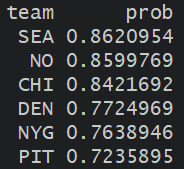 team prob
SEA 0.8620954
NO 0.8599769
CHI 0.8421692
DEN 0.7724969
NYG 0.7638946
PIT 0.7235895